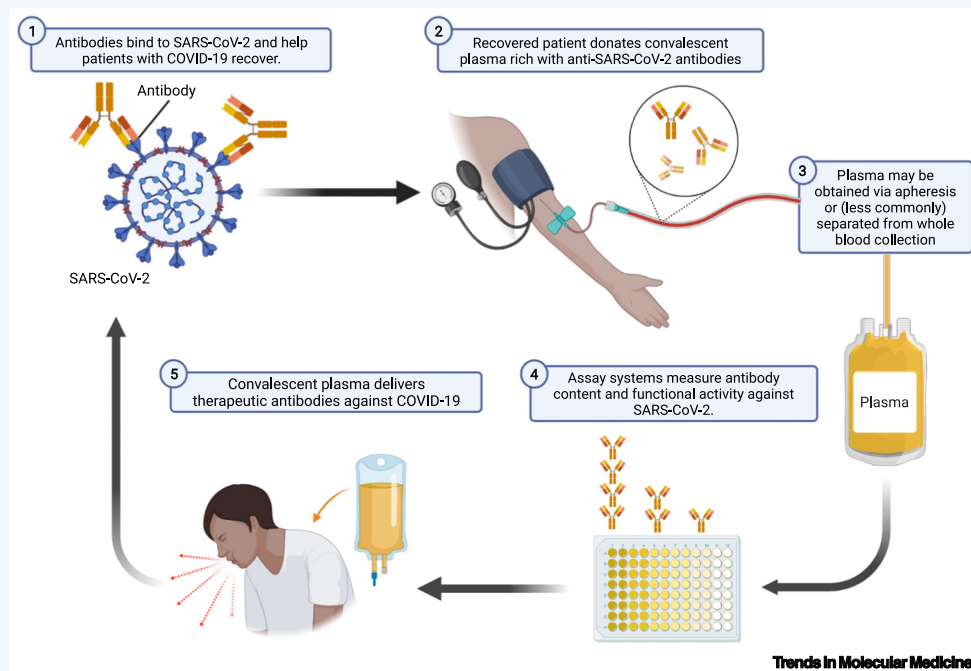 1
Antibodies bind to SARS-CoV-2 and help
patients with COVID-19 recover.
Antibody
SARS-CoV-2
2
Recovered patient donates convalescent
plasma rich with anti-SARS-CoV-2 antibodies
3
Plasma may be
obtained via apheresis
or (less commonly)
separated from whole
blood collection
Plasma
4
Assay systems measure antibody
content and functional activity against
SARS-CoV-2.
5
Convalescent plasma delivers
therapeutic antibodies against COVID-19
Trends in Molecular Medicine